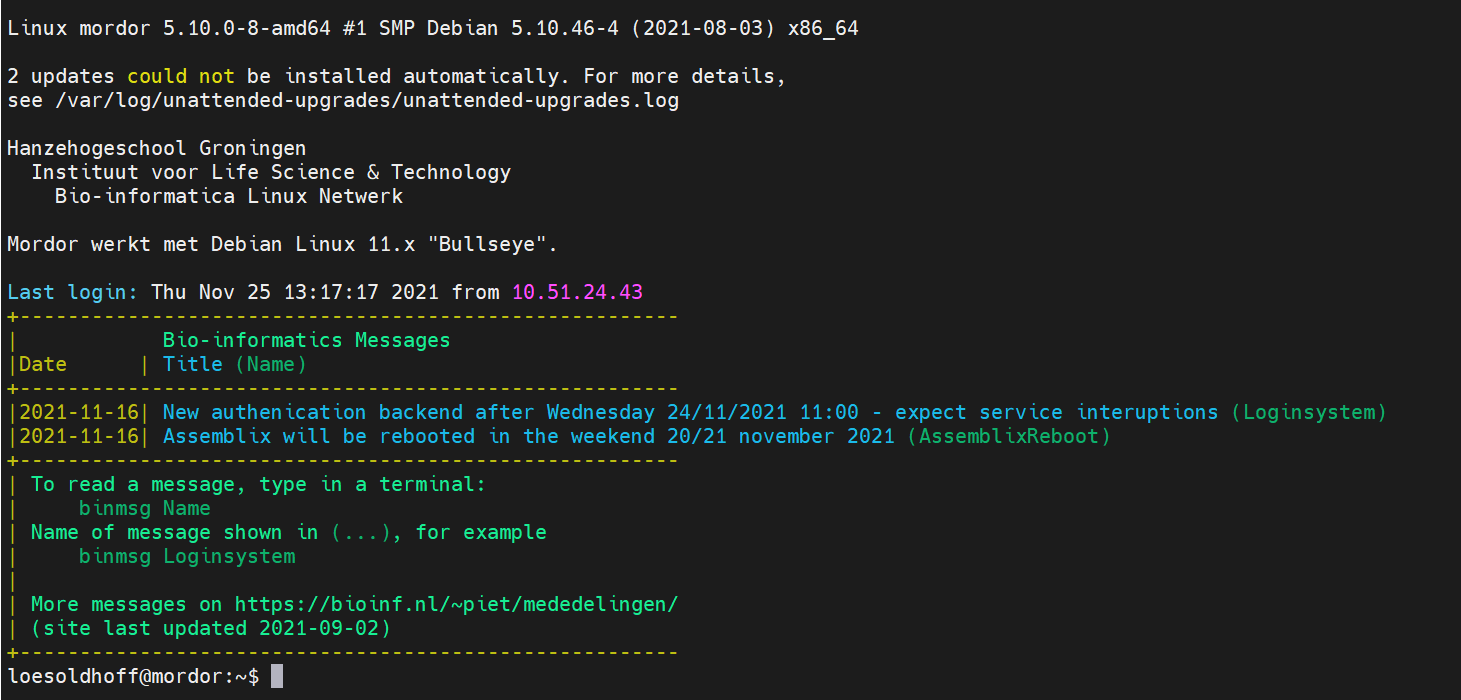 Linux mordor 5.10.0-8-amd64 #1 SMP Debian 5.10.46-4 (2021-08-03) x86_64
2 updates could not be installed automatically. For more details,
see /var/log/unattended-upgrades/unattended-upgrades.log
Hanzehogeschool Groningen
  Instituut voor Life Science & Technology
    Bio-informatica Linux Netwerk
Mordor werkt met Debian Linux 11.x "Bullseye".
Last login: Thu Nov 25 13:17:17 2021 from 10.51.24.43
+-------------------------------------------------------
|            Bio-informatics Messages
|Date      | Title (Name)
+-------------------------------------------------------
|2021-11-16| New authenication backend after Wednesday 24/11/2021 11:00 - expect service interuptions (Loginsystem)
|2021-11-16| Assemblix will be rebooted in the weekend 20/21 november 2021 (AssemblixReboot)
+-------------------------------------------------------
| To read a message, type in a terminal:
|     binmsg Name
| Name of message shown in (...), for example
|     binmsg Loginsystem
|
| More messages on https://bioinf.nl/~piet/mededelingen/
| (site last updated 2021-09-02)
+-------------------------------------------------------
loesoldhoff@mordor:~$